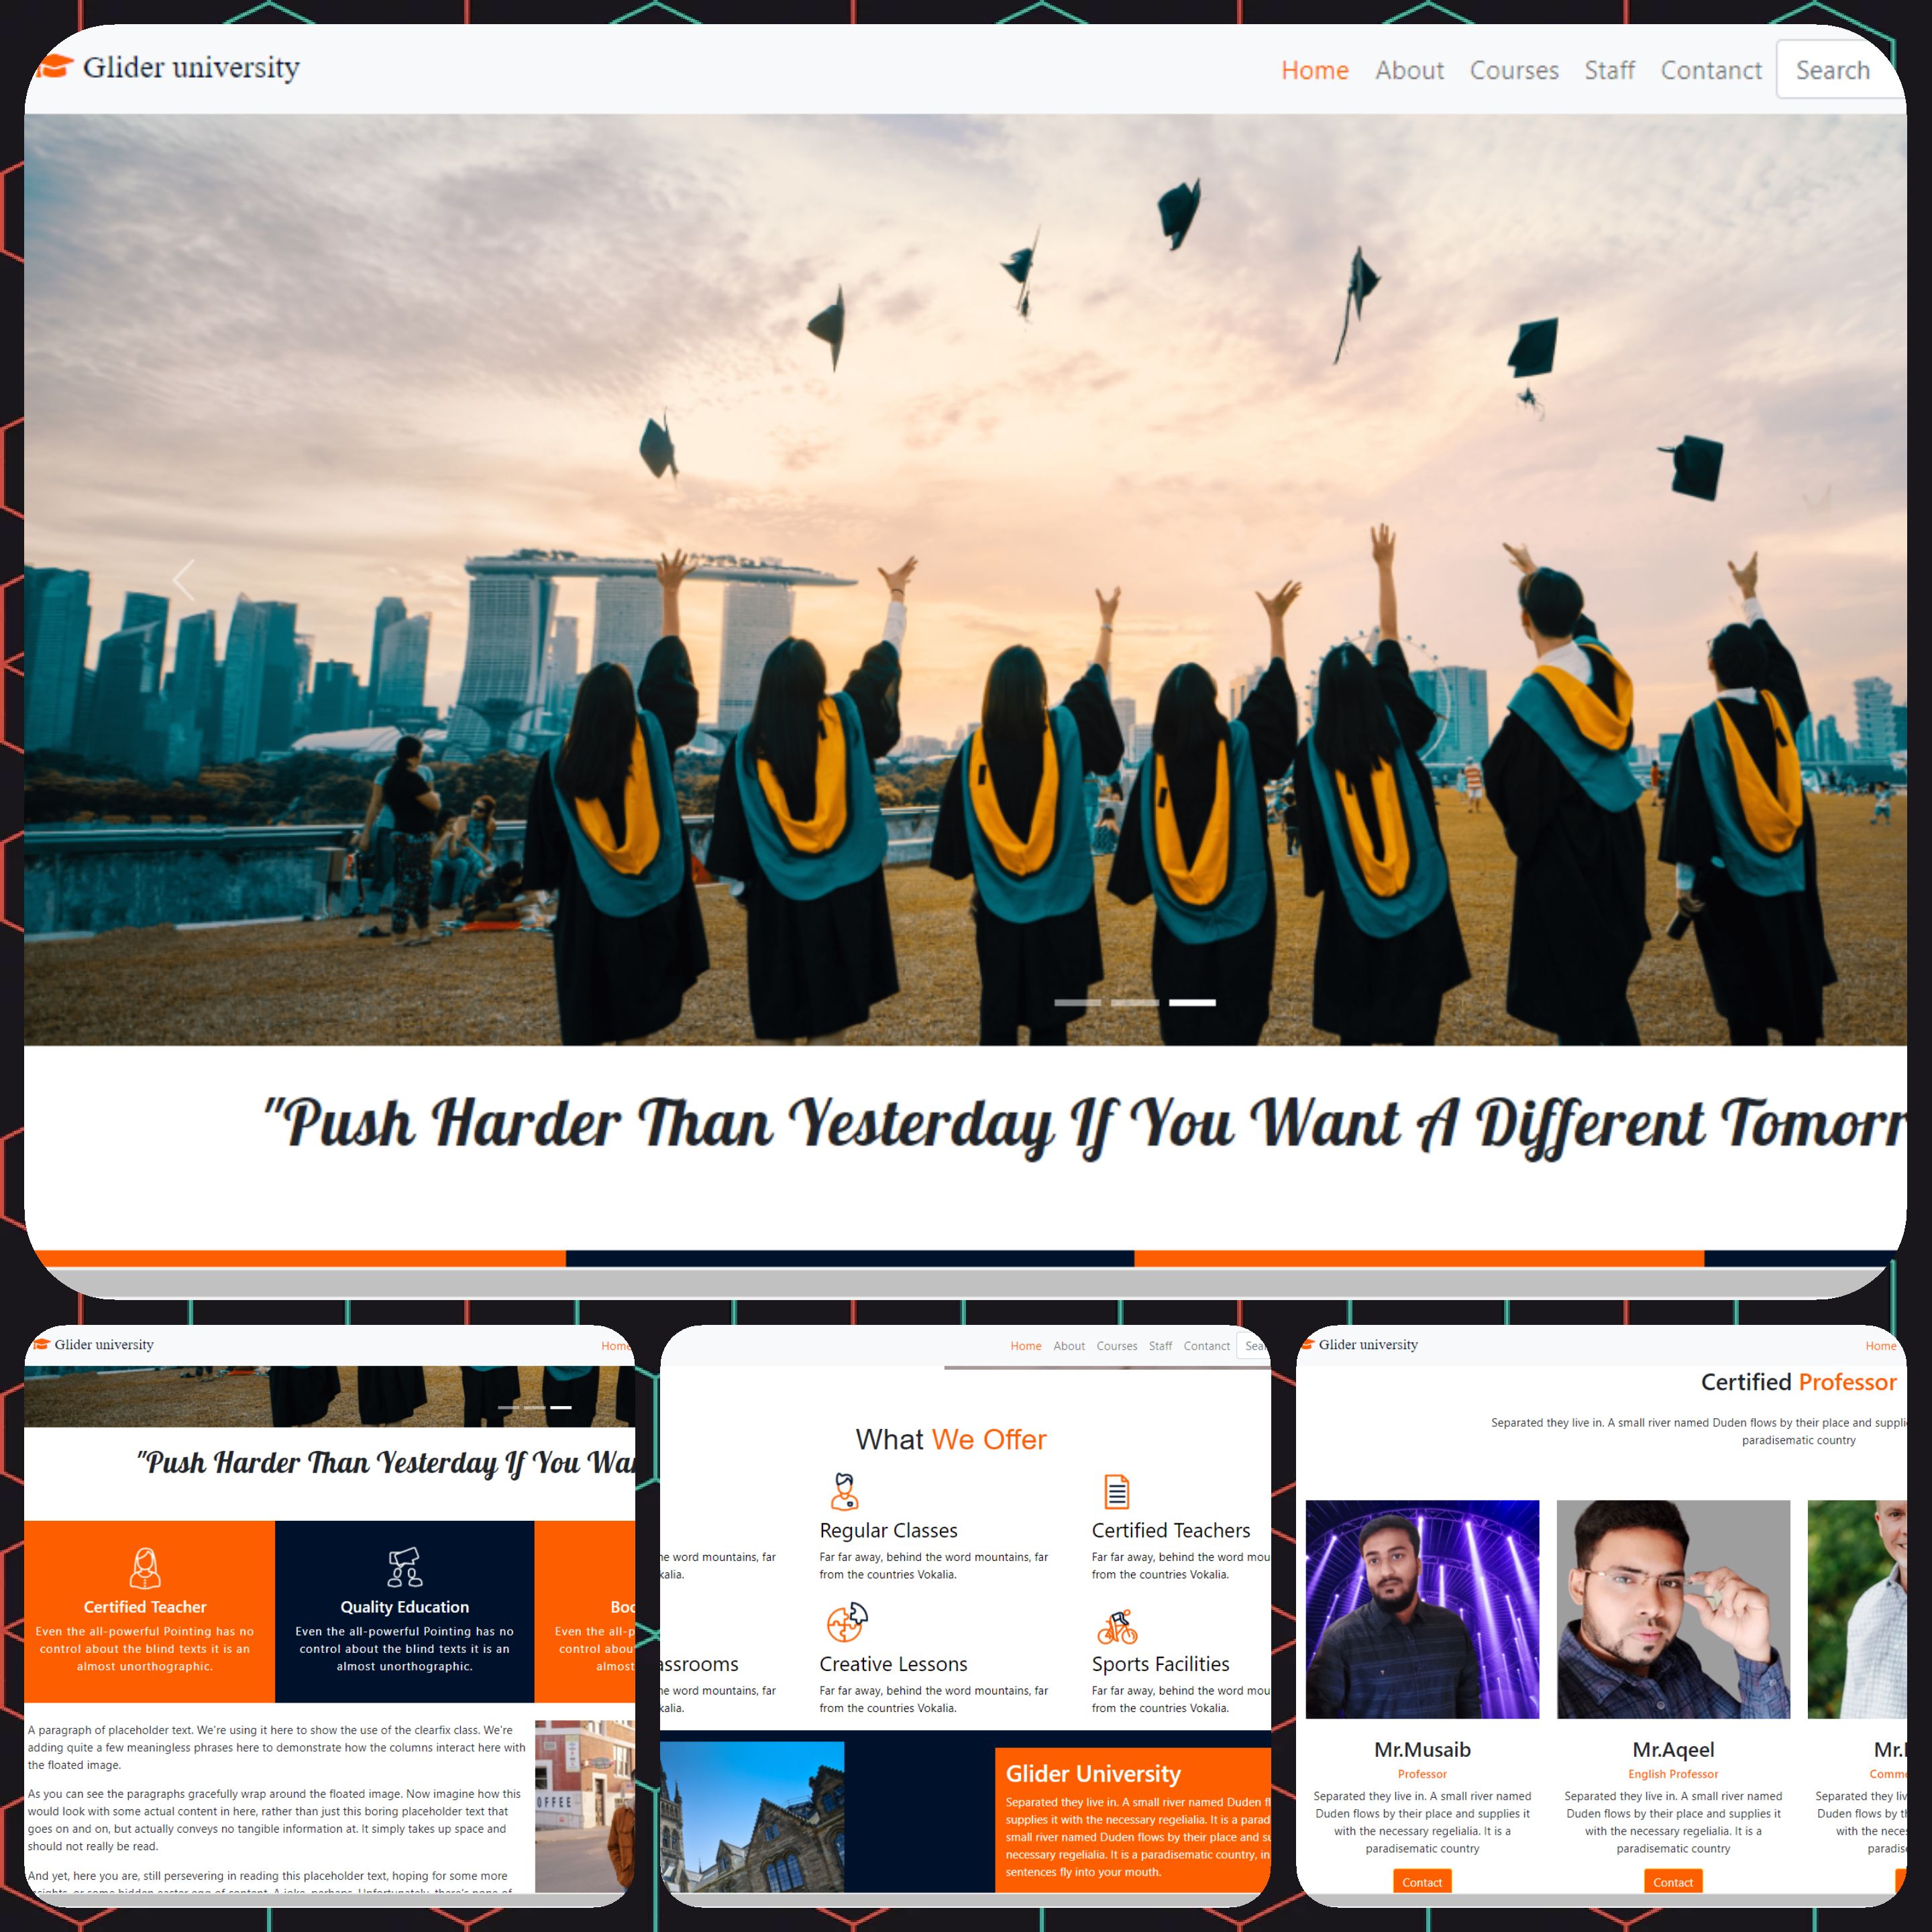 Glider university
Home About Courses Staff Contanct Search
"Push Harder Than Yesterday If You Want A Different Tomorr
Glider university
Home
"Push Harder Than Yesterday If You Wan
Certified Teacher
Even the all-powerful Pointing has no
control about the blind texts it is an
almost unorthographic.
Quality Education
Even the all-powerful Pointing has no
control about the blind texts it is an
almost unorthographic.
Boo
Even the all-p
control abou
almost
A paragraph of placeholder text. We're using it here to show the use of the clearfix class. We're
adding quite a few meaningless phrases here to demonstrate how the columns interact here with
the floated image.
As you can see the paragraphs gracefully wrap around the floated image. Now imagine how this
would look with some actual content in here, rather than just this boring placeholder text that
goes on and on, but actually conveys no tangible information at. It simply takes up space and
should not really be read.
And yet, here you are, still persevering in reading this placeholder text, hoping for some more
OFFEE
Home About Courses Staff Contanct Sear
What We Offer
Regular Classes
Far far away, behind the word mountains, far
from the countries Vokalia.
Certified Teachers
Far far away, behind the word mou
from the countries Vokalia.
he word mountains, far
kalia.
assrooms
he word mountains, far
kalia.
Creative Lessons
Far far away, behind the word mountains, far
from the countries Vokalia.
Sports Facilities
Far far away, behind the word mou
from the countries Vokalia.
Glider University
Separated they live in. A small river named Duden fl
supplies it with the necessary regelialia. It is a parad
small river named Duden flows by their place and su
necessary regelialia. It is a paradisematic country, in
sentences fly into your mouth.
Glider university
Home
Certified Professor
Separated they live in. A small river named Duden flows by their place and suppli
paradisematic country
Mr.Musaib
Professor
Separated they live in. A small river named
Duden flows by their place and supplies it
with the necessary regelialia. It is a
paradisematic country
Contact
Mr.Aqeel
English Professor
Separated they live in. A small river named
Duden flows by their place and supplies it
with the necessary regelialia. It is a
paradisematic country
Contact
Mr.
Comme
Separated they liv
Duden flows by th
with the neces
paradis